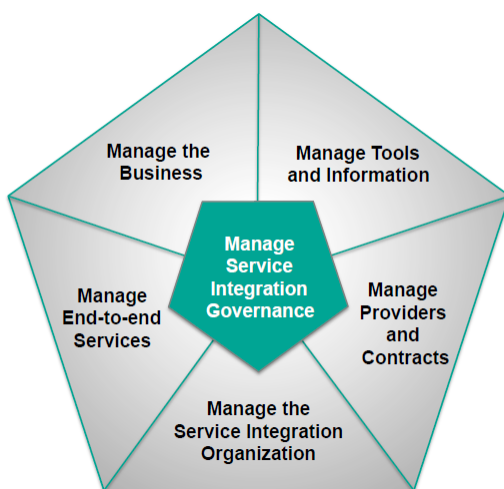 Manage the
Business
Manage Tools
and Information
Manage
Service
Integration
Governance
Manage
End-to-end
Services
Manage
Providers
and
Contracts
Manage the
Service Integration
Organization